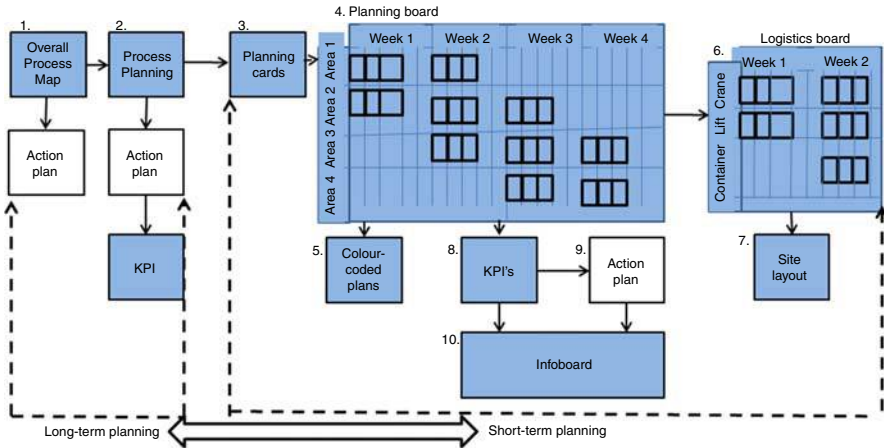 1.
Overall
Process
Map
2.
Process
Planning
3.
Planning
cards
4. Planning board
Week 1
Week 2
Week 3
Week 4
Area 1
Area 2
Area 3
Area 4
6.
Logistics board
Week 1
Week 2
Crane
Lift
Container
Action
plan
Action
plan
KPI
5.
Colour-
coded
plans
8.
KPI's
9.
Action
plan
7.
Site
layout
10.
Infoboard
Long-term planning
Short-term planning